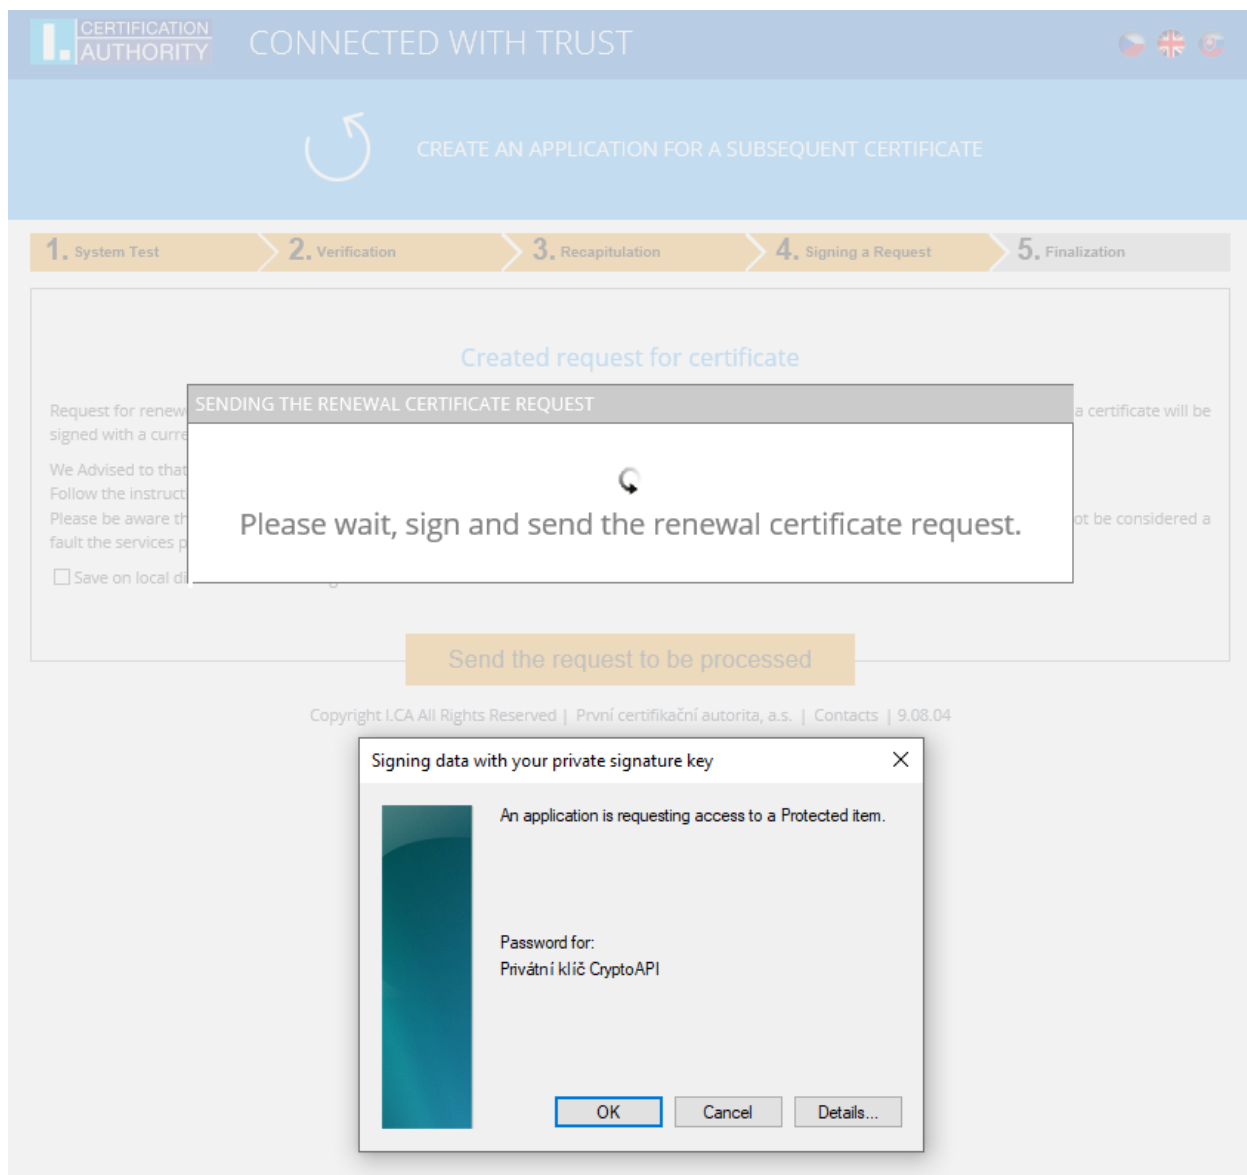 CERTIFICATION
AUTHORITY
CONNECTED WITH TRUST
CREATE AN APPLICATION FOR A SUBSEQUENT CERTIFICATE
1. System Test
2. Verification
3. Recapitulation
4. Signing a Request
5. Finalization
Created request for certificate
SENDING THE RENEWAL CERTIFICATE REQUEST
Request for renew a certificate will be
signed with a curre
We Advised to that
Follow the instruct
Please be aware th ot be considered a
fault the services p
Please wait, sign and send the renewal certificate request.
Save on local di
Send the request to be processed
Copyright I.CA All Rights Reserved | První certifikační autorita, a.s. | Contacts | 9.08.04
Signing data with your private signature key
An application is requesting access to a Protected item.
Password for:
Privátní klíč CryptoAPI
OK
Cancel
Details...